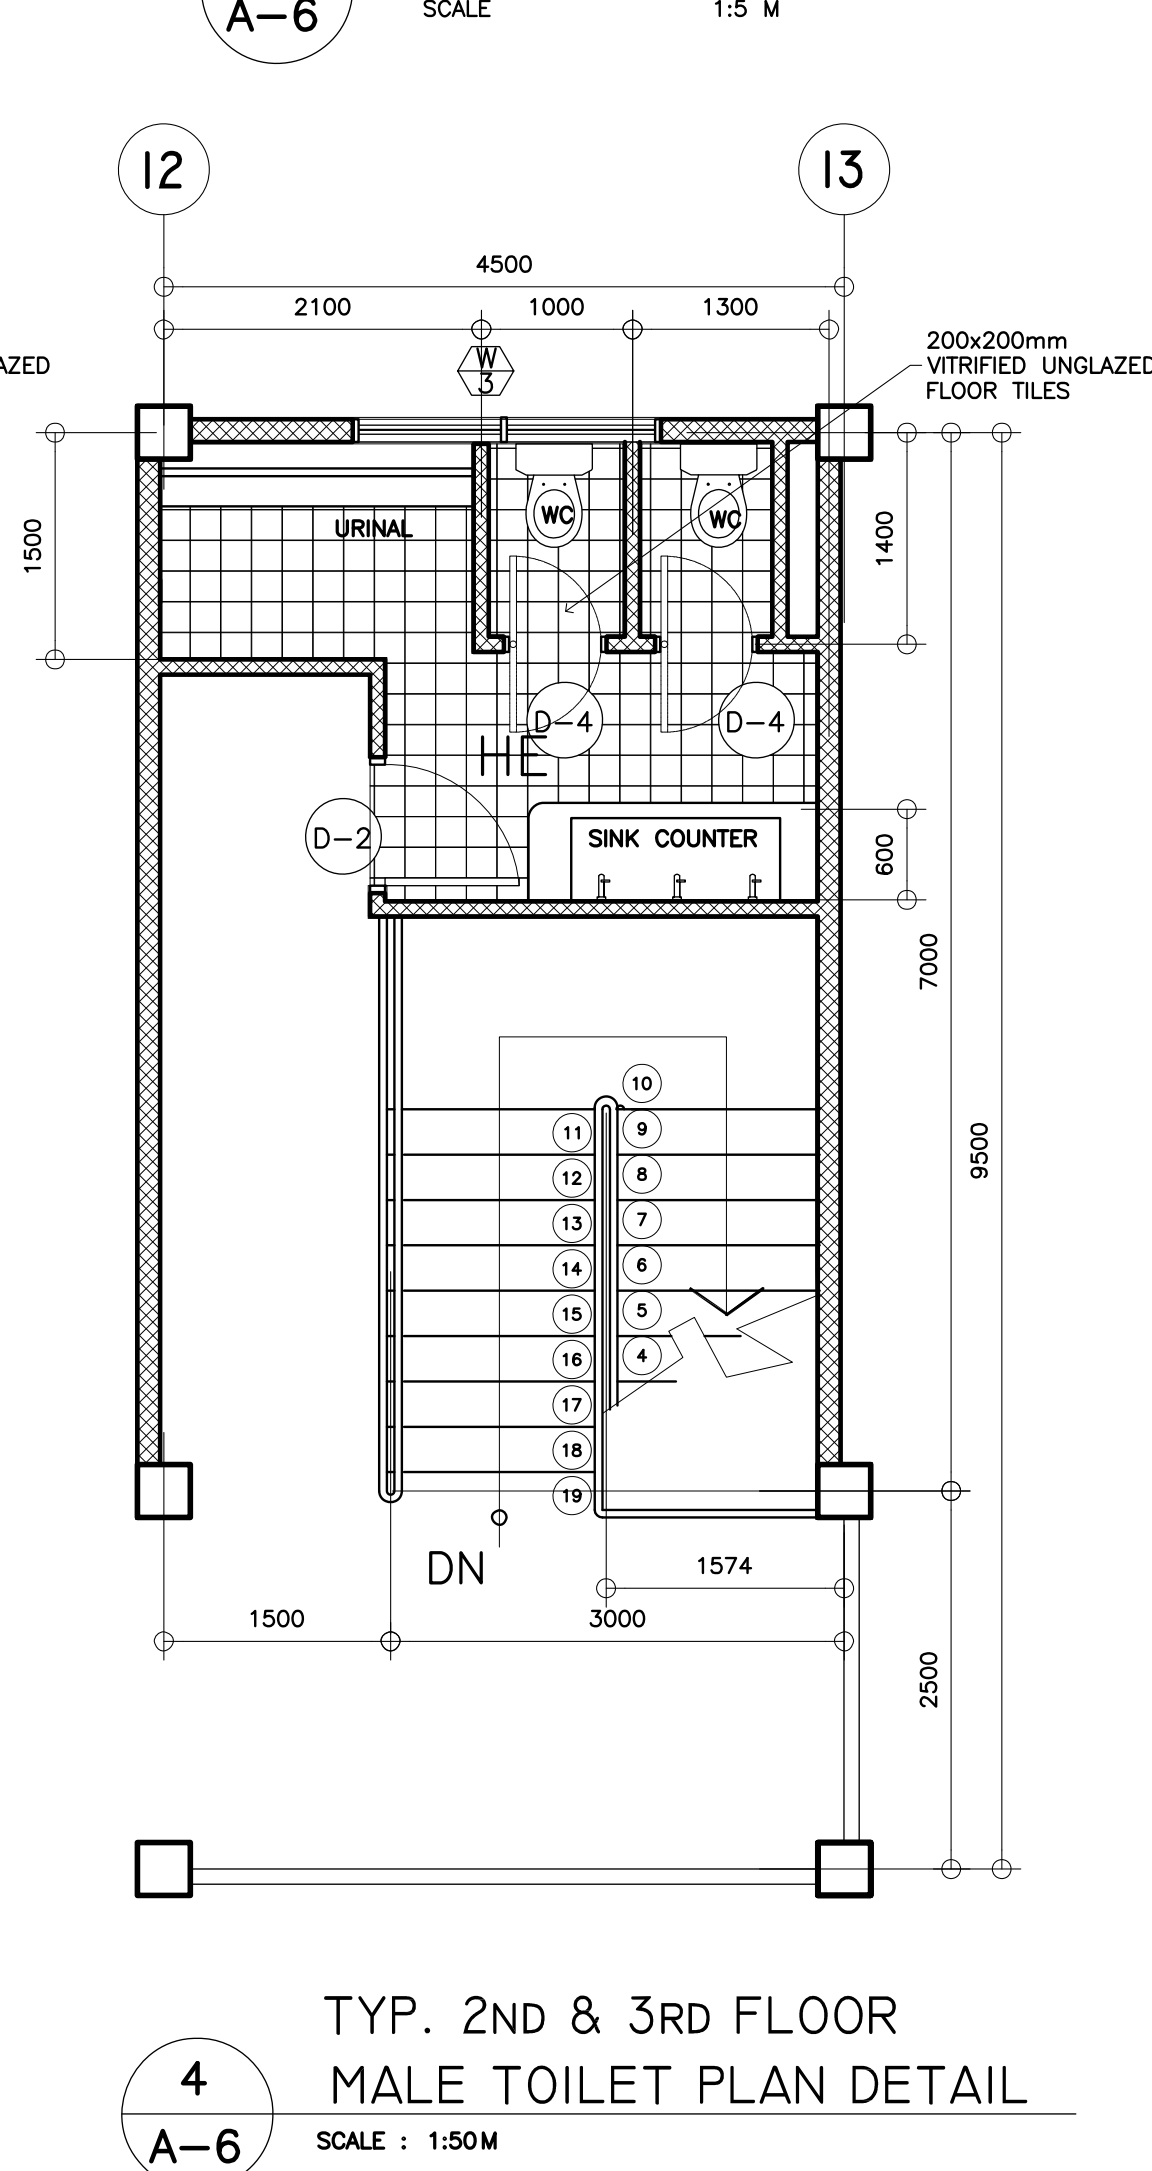 A-6
SCALE 1:5 M
12 13
4500
2100 1000 1300
W
3
200x200mm
VITRIFIED UNGLAZED
FLOOR TILES
AZED
1500
URINAL
WC
WC
1400
D-4
D-4
HE
D-2
SINK COUNTER
600
7000
9500
10
11 9
12 8
13 7
14 6
15 5
16 4
17
18
19
DN
1574
1500 3000
2500
TYP. 2ND & 3RD FLOOR
4
MALE TOILET PLAN DETAIL
A-6
SCALE : 1:50 M